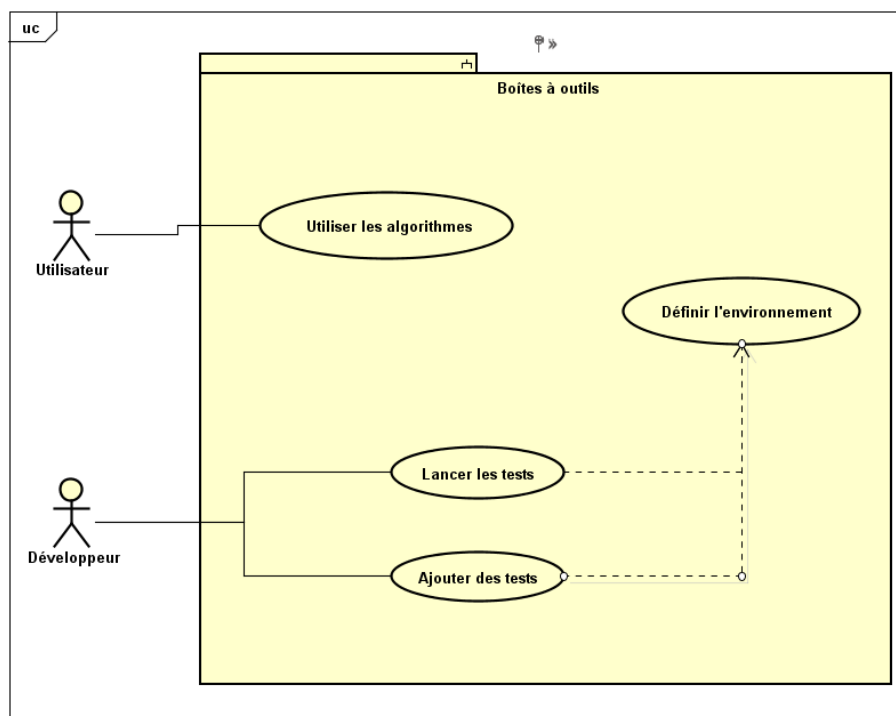 uc
Boîtes à outils
Utiliser les algorithmes
Utilisateur
Définir l'environnement
Lancer les tests
Développeur
Ajouter des tests